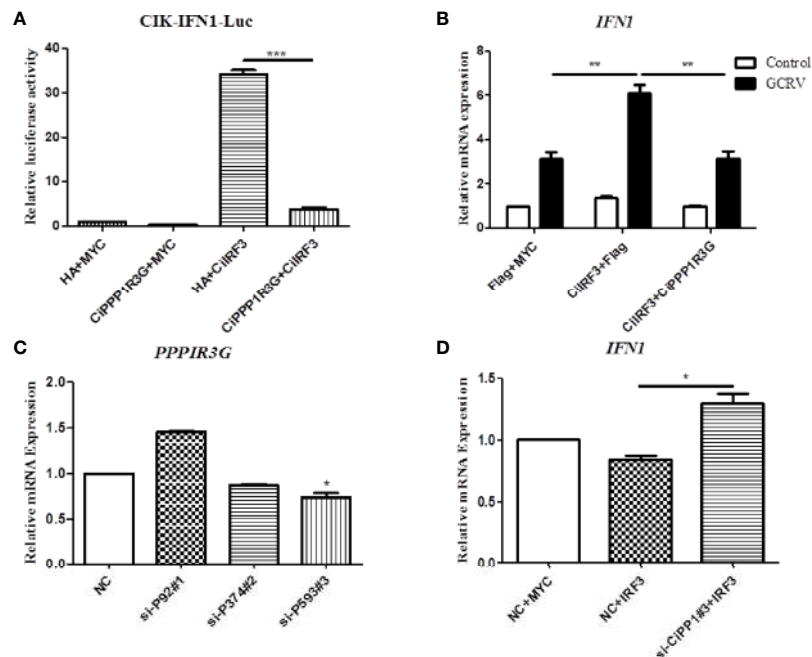 A
CIK-IFN1-Luc
Relative luciferase activity
40
30
20
10
0
***
HA+MYC
CiPPP1R3G+MYC
HA+CiIRF3
CiPPP1R3G+CiIRF3
B
IFN1
Relative mRNA expression
8
6
4
2
0
**
**
Control
GCRV
Flag+MYC
CiIRF3+Flag
CiIRF3+CiPPP1R3G
C
PPPIR3G
Relative mRNA Expression
2.0
1.5
1.0
0.5
0.0
*
NC
si-P92#1
si-P374#2
si-P593#3
D
IFN1
Relative mRNA Expression
1.5
1.0
0.5
0.0
*
NC+MYC
NC+IRF3
si-CiPP1#3+IRF3